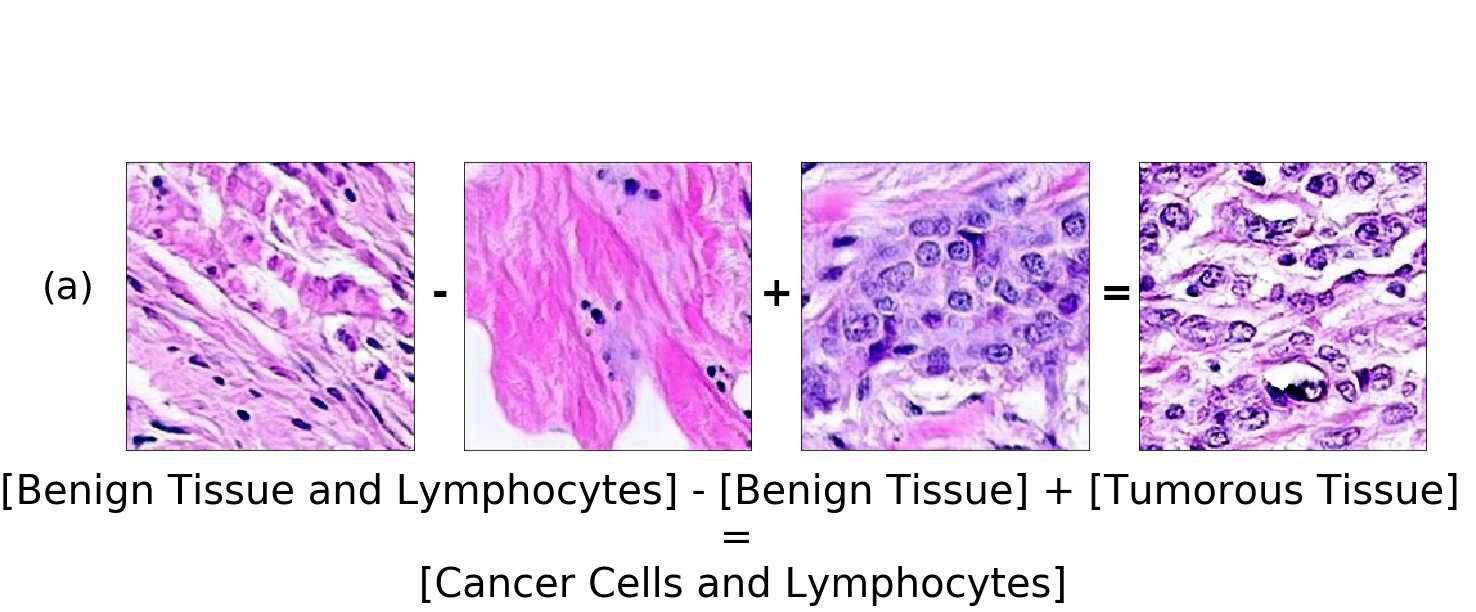 (a) - + =
[Benign Tissue and Lymphocytes] - [Benign Tissue] + [Tumorous Tissue]
=
[Cancer Cells and Lymphocytes]